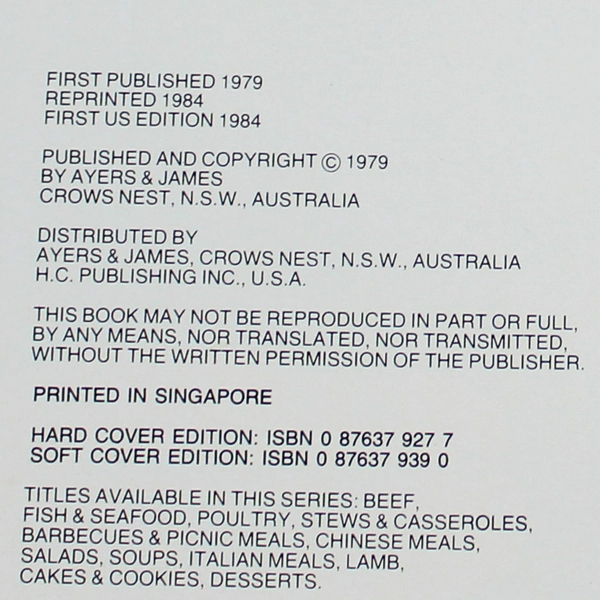 FIRST PUBLISHED 1979
REPRINTED 1984
FIRST US EDITION 1984
PUBLISHED AND COPYRIGHT © 1979
BY AYERS & JAMES
CROWS NEST, N.S.W., AUSTRALIA
DISTRIBUTED BY
AYERS & JAMES, CROWS NEST, N.S.W., AUSTRALIA
H.C. PUBLISHING INC., U.S.A.
THIS BOOK MAY NOT BE REPRODUCED IN PART OR FULL,
BY ANY MEANS, NOR TRANSLATED, NOR TRANSMITTED,
WITHOUT THE WRITTEN PERMISSION OF THE PUBLISHER.
PRINTED IN SINGAPORE
HARD COVER EDITION: ISBN 0 87637 927 7
SOFT COVER EDITION: ISBN 0 87637 939 0
TITLES AVAILABLE IN THIS SERIES: BEEF,
FISH & SEAFOOD, POULTRY, STEWS & CASSEROLES,
BARBECUES & PICNIC MEALS, CHINESE MEALS,
SALADS, SOUPS, ITALIAN MEALS, LAMB,
CAKES & COOKIES, DESSERTS.